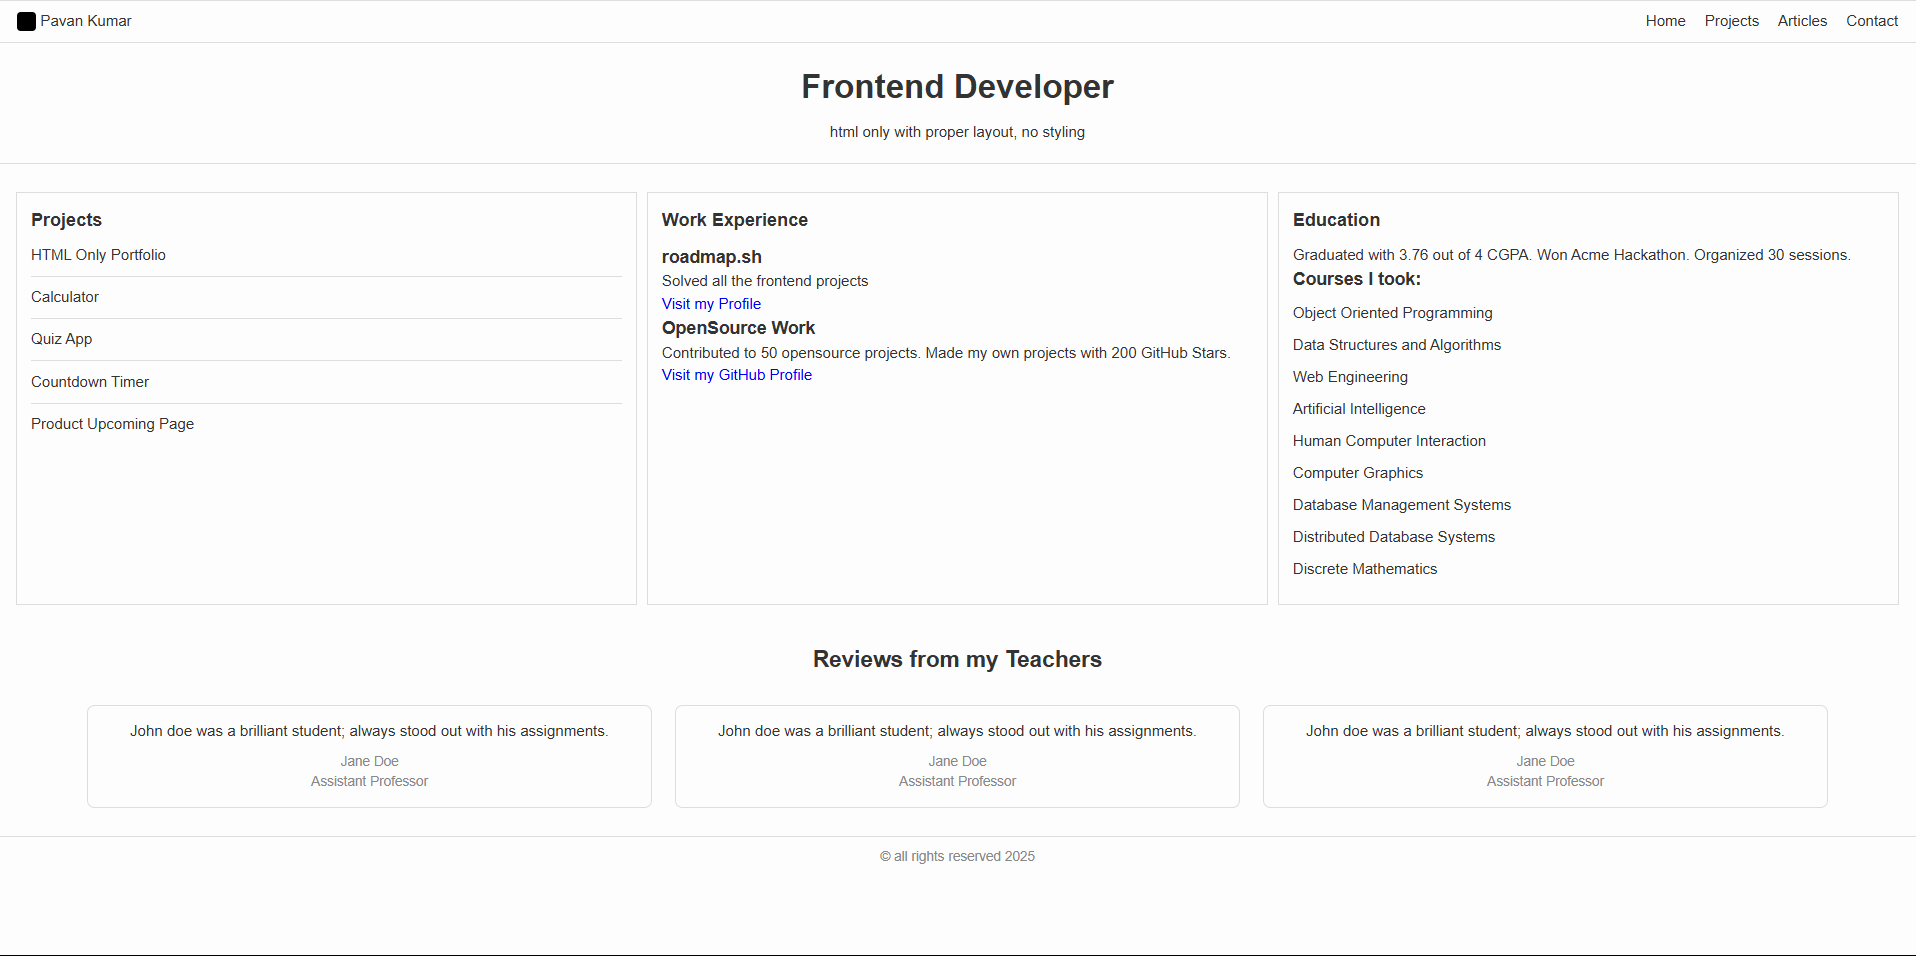 Pavan Kumar
Home Projects Articles Contact
Frontend Developer
html only with proper layout, no styling
Projects
HTML Only Portfolio
Calculator
Quiz App
Countdown Timer
Product Upcoming Page
Work Experience
roadmap.sh
Solved all the frontend projects
Visit my Profile
OpenSource Work
Contributed to 50 opensource projects. Made my own projects with 200 GitHub Stars.
Visit my GitHub Profile
Education
Graduated with 3.76 out of 4 CGPA. Won Acme Hackathon. Organized 30 sessions.
Courses I took:
Object Oriented Programming
Data Structures and Algorithms
Web Engineering
Artificial Intelligence
Human Computer Interaction
Computer Graphics
Database Management Systems
Distributed Database Systems
Discrete Mathematics
Reviews from my Teachers
John doe was a brilliant student; always stood out with his assignments.
Jane Doe
Assistant Professor
John doe was a brilliant student; always stood out with his assignments.
Jane Doe
Assistant Professor
John doe was a brilliant student; always stood out with his assignments.
Jane Doe
Assistant Professor
© all rights reserved 2025